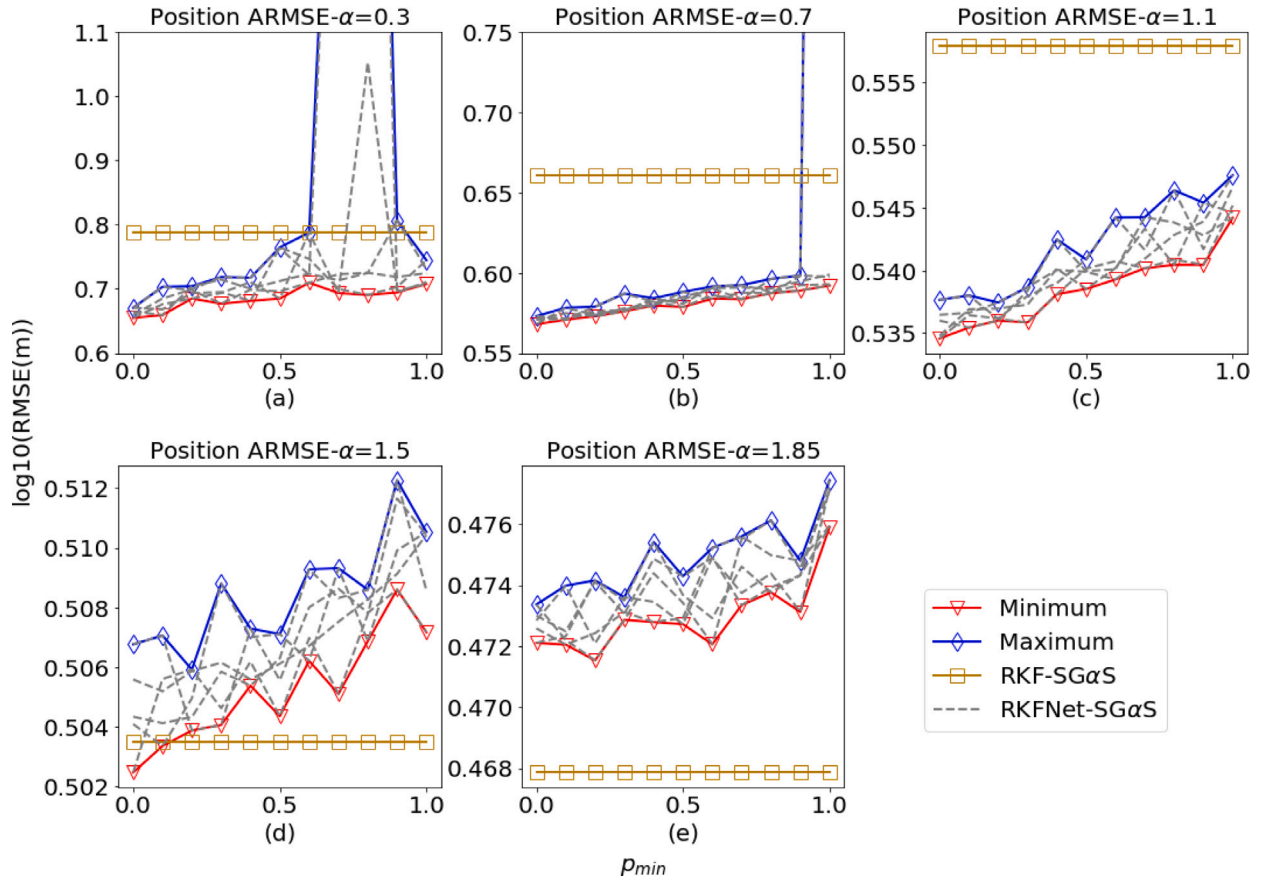 Position ARMSE-α=0.3
Position ARMSE-α=0.7
Position ARMSE-α=1.1
1.1
1.0
0.9
0.8
0.7
0.6
0.0
0.5
1.0
(a)
0.75
0.70
0.65
0.60
0.55
0.0
0.5
1.0
(b)
0.555
0.550
0.545
0.540
0.535
0.0
0.5
1.0
(c)
log10(RMSE(m))
Position ARMSE-α=1.5
Position ARMSE-α=1.85
0.512
0.510
0.508
0.506
0.504
0.502
0.0
0.5
1.0
(d)
0.476
0.474
0.472
0.470
0.468
0.0
0.5
1.0
(e)
Minimum
Maximum
RKF-SGαS
RKFNet-SGαS
p_min